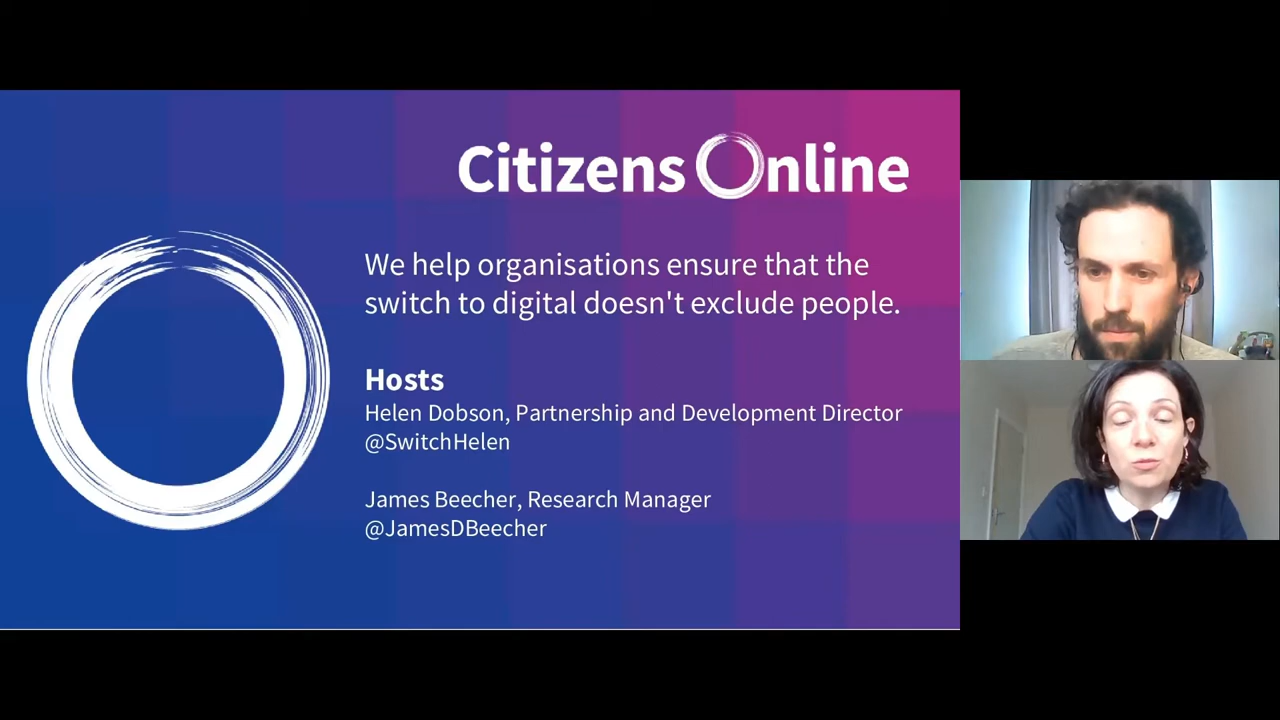 Citizens Online
We help organisations ensure that the
switch to digital doesn't exclude people.
Hosts
Helen Dobson, Partnership and Development Director
@SwitchHelen
James Beecher, Research Manager
@JamesDBeecher